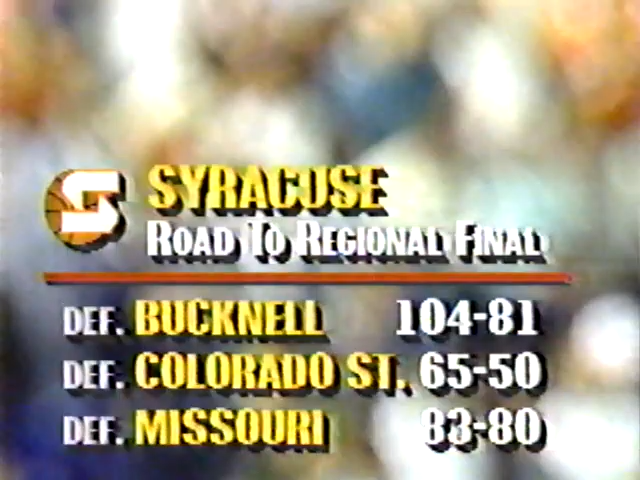 S
SYRACUSE
ROAD TO REGIONAL FINAL
DEF. BUCKNELL 104-81
DEF. COLORADO ST. 65-50
DEF. MISSOURI 83-80